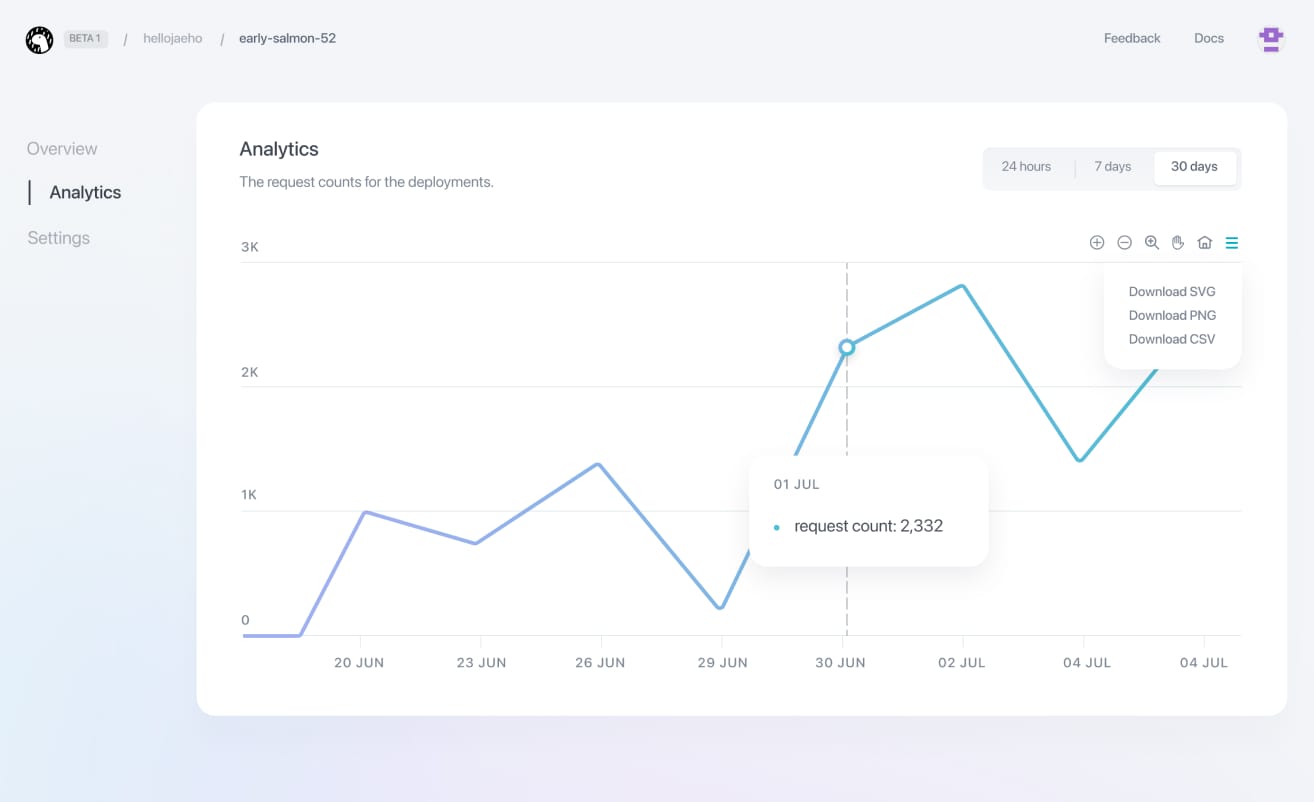 BETA 1 / hellojaeho / early-salmon-52
Feedback Docs
Overview
Analytics
Settings
Analytics
The request counts for the deployments.
24 hours 7 days 30 days
3K
Download SVG
Download PNG
Download CSV
2K
1K
01 JUL
request count: 2,332
0
20 JUN 23 JUN 26 JUN 29 JUN 30 JUN 02 JUL 04 JUL 04 JUL